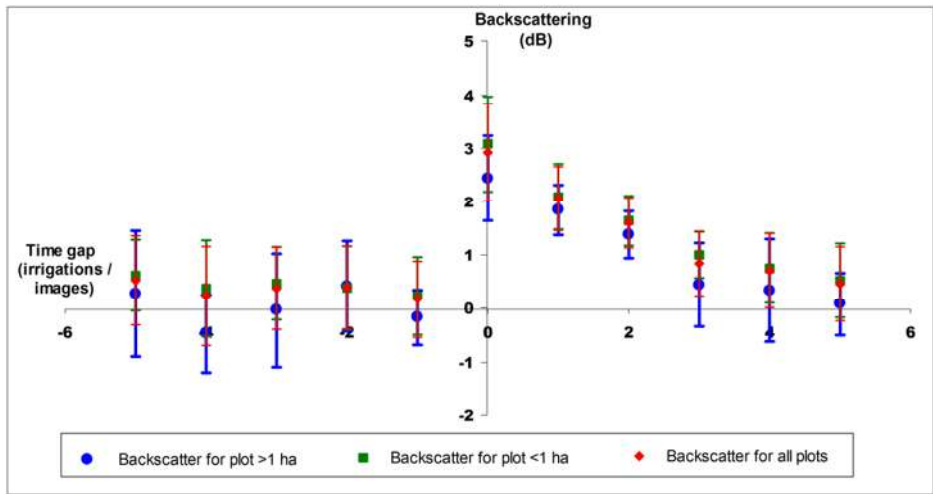 Backscattering
(dB)
5
4
3
2
1
0
-1
-2
Time gap
(irrigations /
images)
-6 -4 -2 0 2 4 6
Backscatter for plot >1 ha Backscatter for plot <1 ha Backscatter for all plots